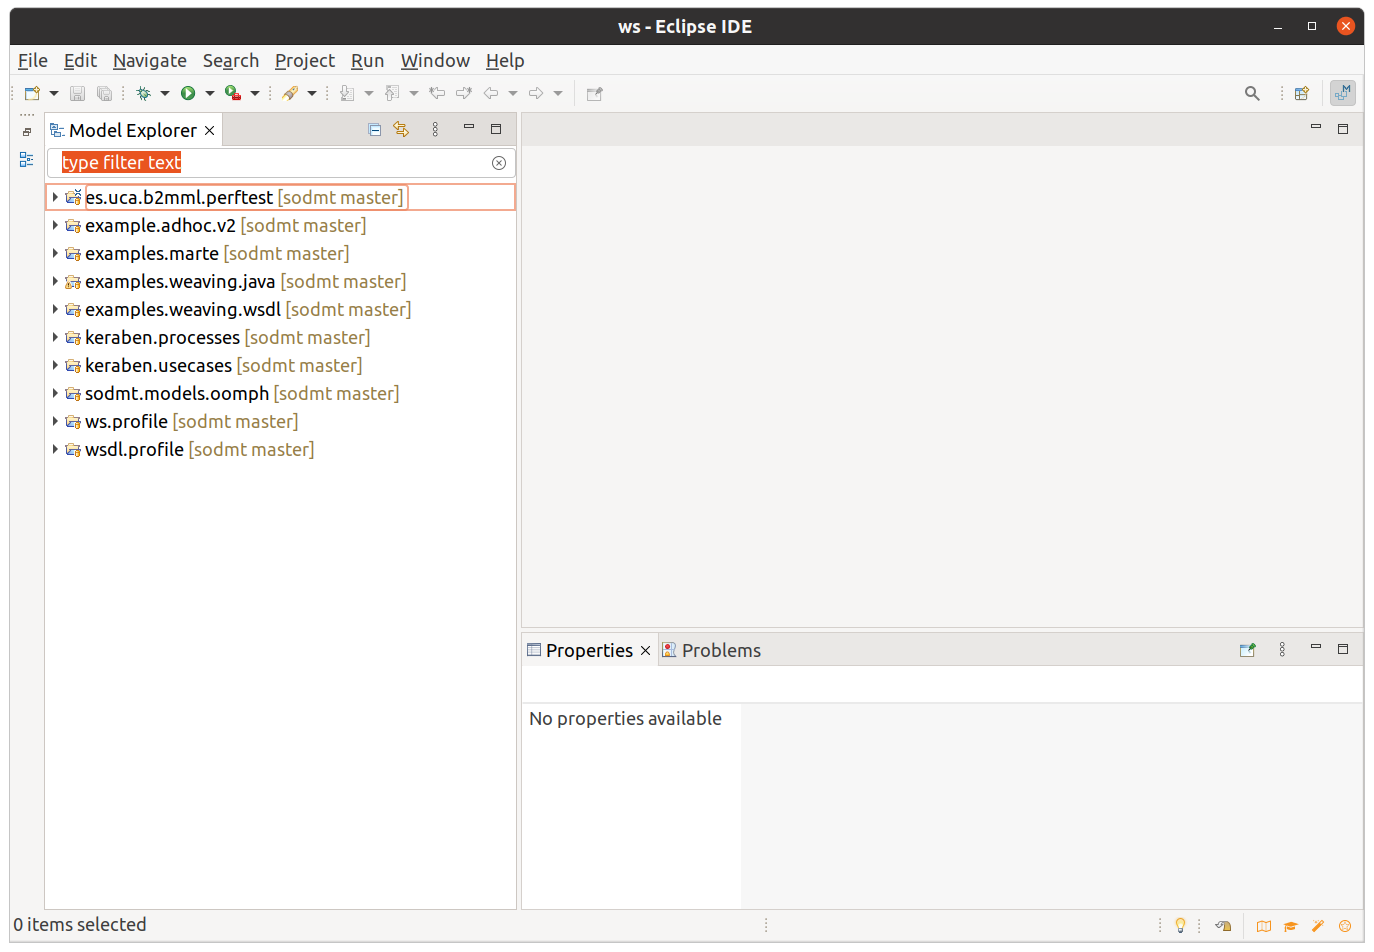 ws - Eclipse IDE
File Edit Navigate Search Project Run Window Help
Model Explorer
type filter text
es.uca.b2mml.perftest [sodmt master]
example.adhoc.v2 [sodmt master]
examples.marte [sodmt master]
examples.weaving.java [sodmt master]
examples.weaving.wsdl [sodmt master]
keraben.processes [sodmt master]
keraben.usecases [sodmt master]
sodmt.models.oomph [sodmt master]
ws.profile [sodmt master]
wsdl.profile [sodmt master]
Properties Problems
No properties available
0 items selected